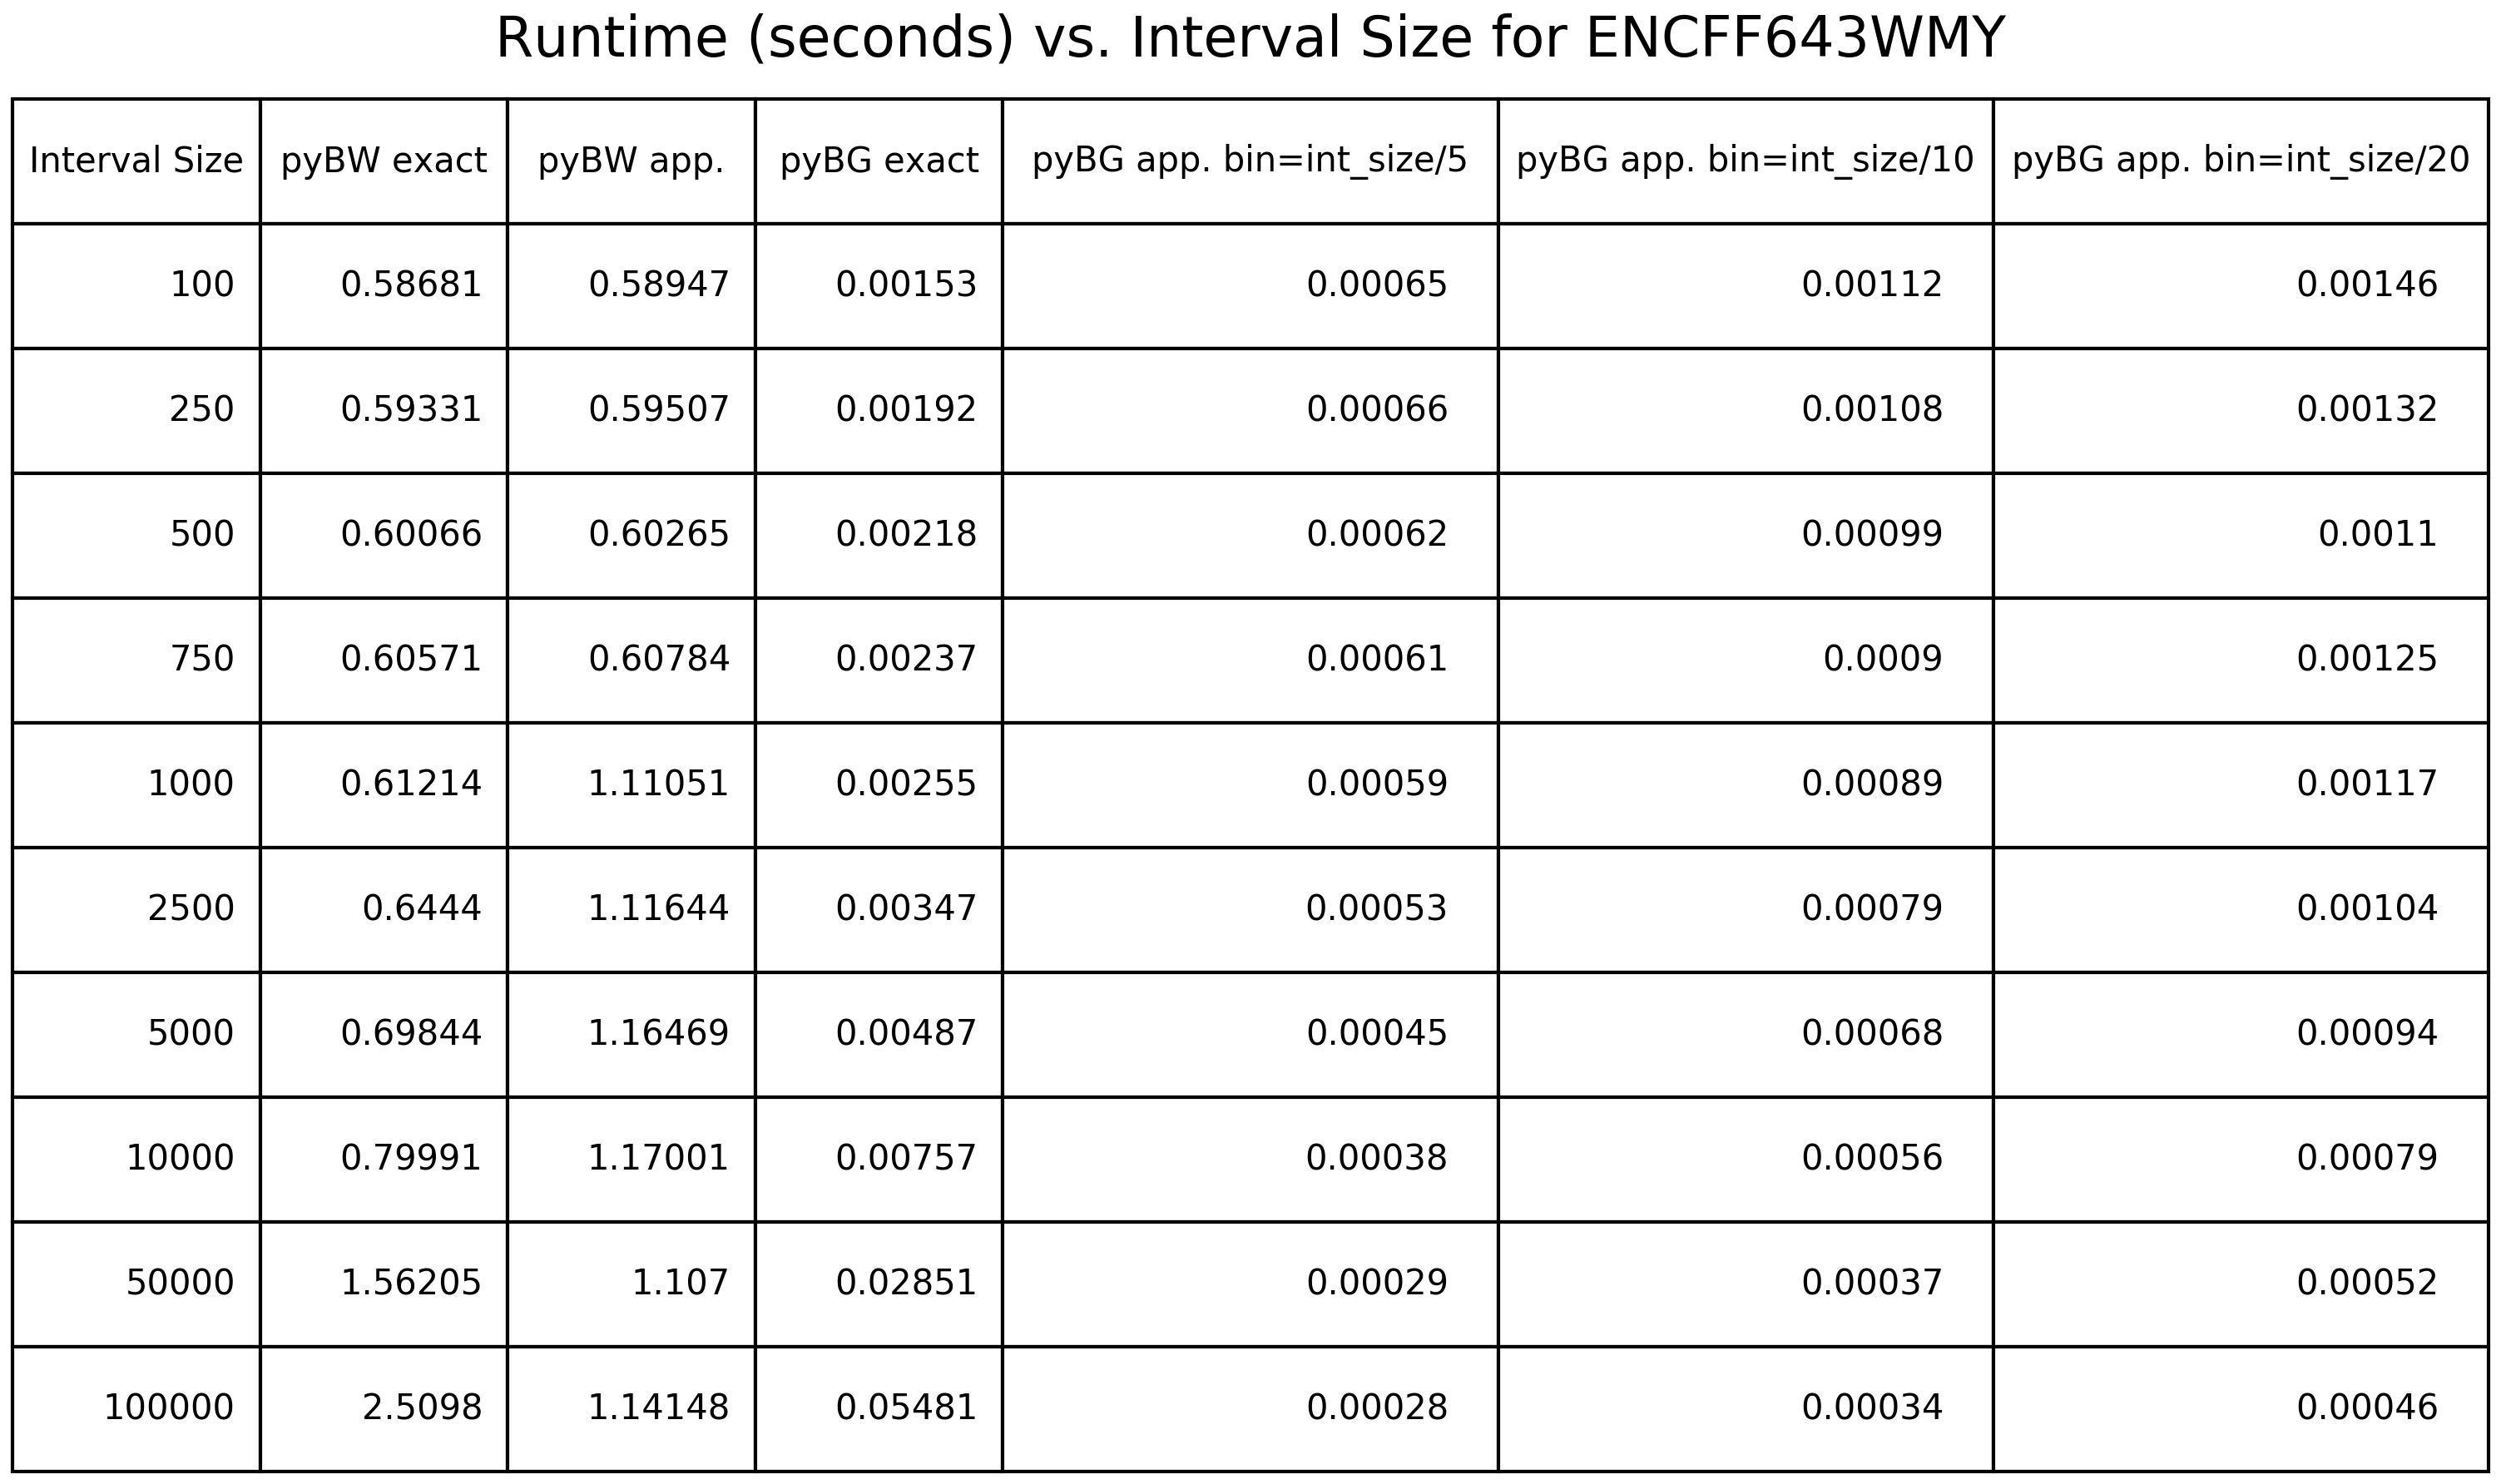 Runtime (seconds) vs. Interval Size for ENCFF643WMY
Interval Size pyBW exact pyBW app. pyBG exact pyBG app. bin=int_size/5 pyBG app. bin=int_size/10 pyBG app. bin=int_size/20
100 0.58681 0.58947 0.00153 0.00065 0.00112 0.00146
250 0.59331 0.59507 0.00192 0.00066 0.00108 0.00132
500 0.60066 0.60265 0.00218 0.00062 0.00099 0.0011
750 0.60571 0.60784 0.00237 0.00061 0.0009 0.00125
1000 0.61214 1.11051 0.00255 0.00059 0.00089 0.00117
2500 0.6444 1.11644 0.00347 0.00053 0.00079 0.00104
5000 0.69844 1.16469 0.00487 0.00045 0.00068 0.00094
10000 0.79991 1.17001 0.00757 0.00038 0.00056 0.00079
50000 1.56205 1.107 0.02851 0.00029 0.00037 0.00052
100000 2.5098 1.14148 0.05481 0.00028 0.00034 0.00046